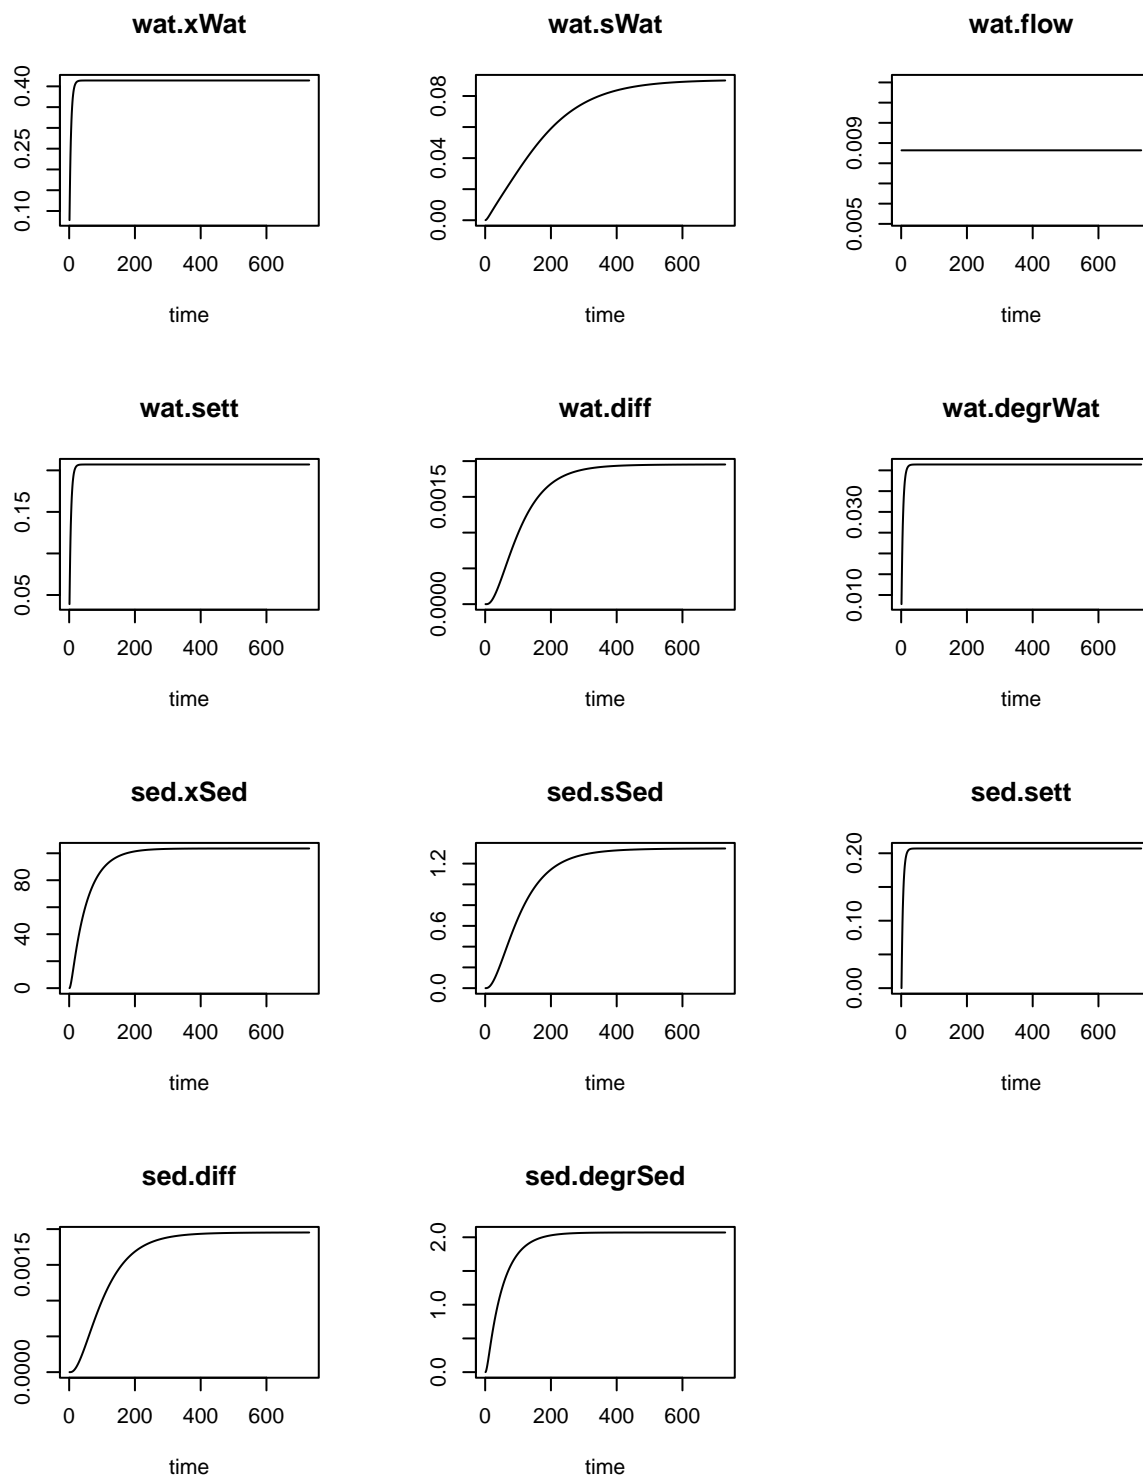 wat.xWat
wat.sWat
wat.flow
0.10 0.25 0.40
0 200 400 600
time
0.00 0.04 0.08
0 200 400 600
time
0.005 0.009
0 200 400 600
time
wat.sett
wat.diff
wat.degrWat
0.05 0.15
0 200 400 600
time
0.0000 0.0015
0 200 400 600
time
0.010 0.030
0 200 400 600
time
sed.xSed
sed.sSed
sed.sett
0 40 80
0 200 400 600
time
0.0 0.6 1.2
0 200 400 600
time
0.00 0.10 0.20
0 200 400 600
time
sed.diff
sed.degrSed
0.0000 0.0015
0 200 400 600
time
0.0 1.0 2.0
0 200 400 600
time